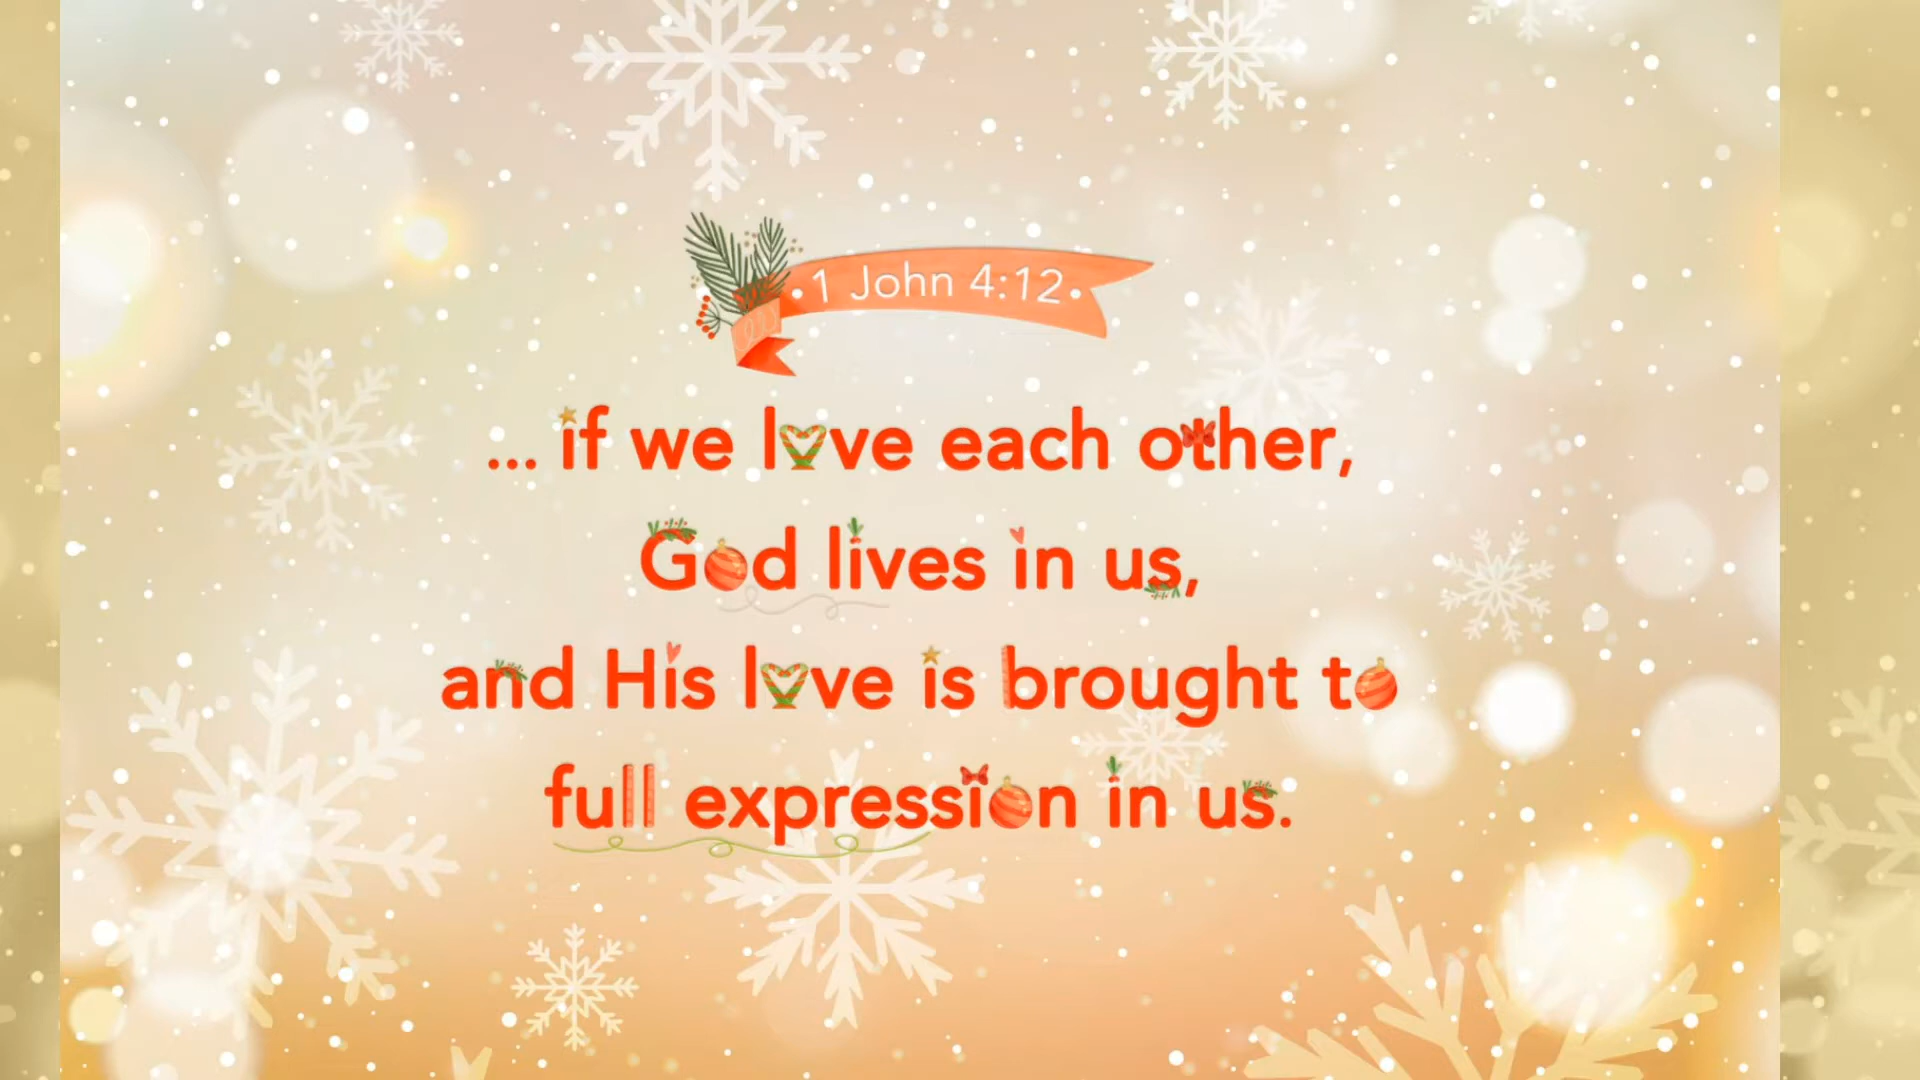 • 1 John 4:12 •
... if we love each other,
God lives in us,
and His love is brought to
full expression in us.